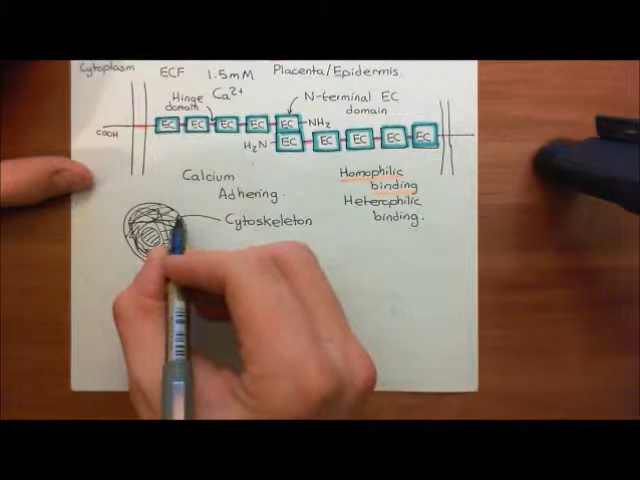 Cytoplasm ECF 1.5mM Placenta/Epidermis.
Hinge domain Ca2+ N-terminal EC domain
COOH EC EC EC EC EC NH2
H2N EC EC EC EC EC
Calcium Adhering.
Homophilic binding
Heterophilic binding.
Cytoskeleton